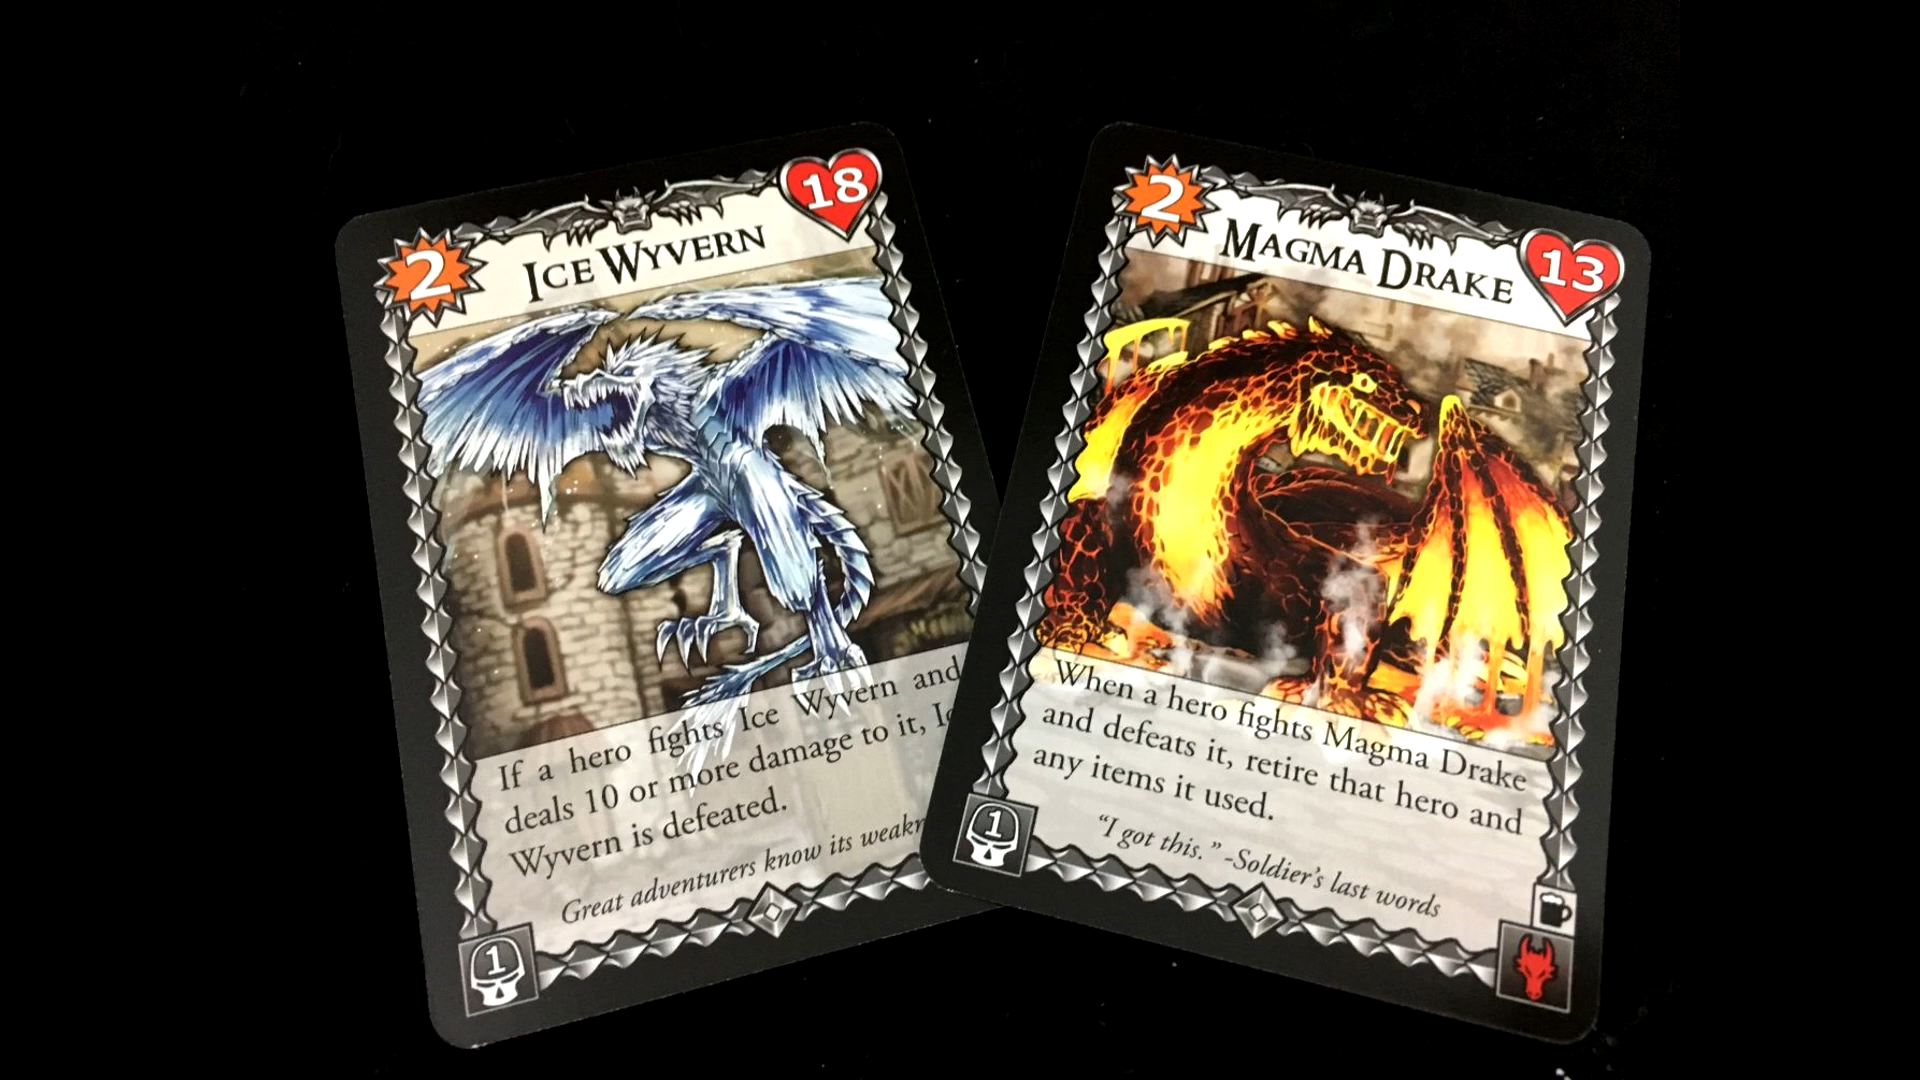 2
ICE WYVERN
18
If a hero fights Ice Wyvern and
deals 10 or more damage to it,
Wyvern is defeated.
Great adventurers know its
1
2
MAGMA DRAKE
13
When a hero fights Magma Drake
and defeats it, retire that hero and
any items it used.
“I got this.” -Soldier's last words
1